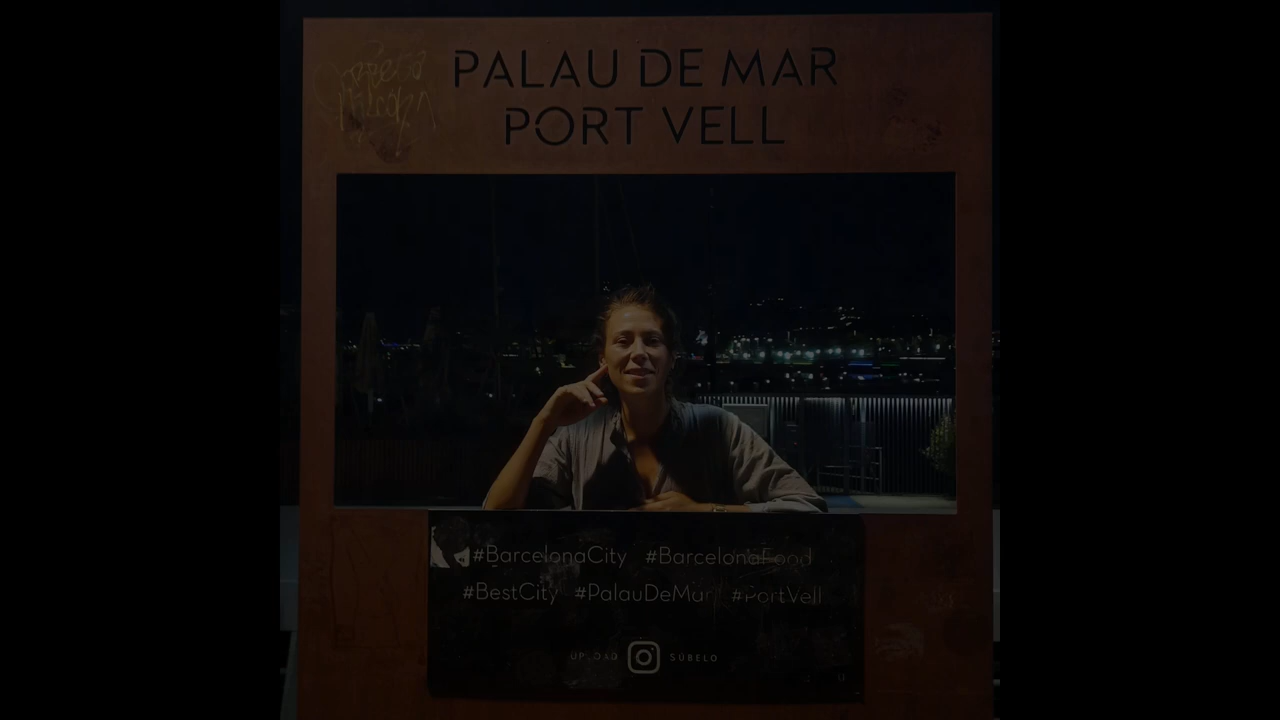 PALAU DE MAR
PORT VELL
#BarcelonaCity #BarcelonaFood
#BestCity #PalauDeMar #PortVell
UPLOAD SÚBELO